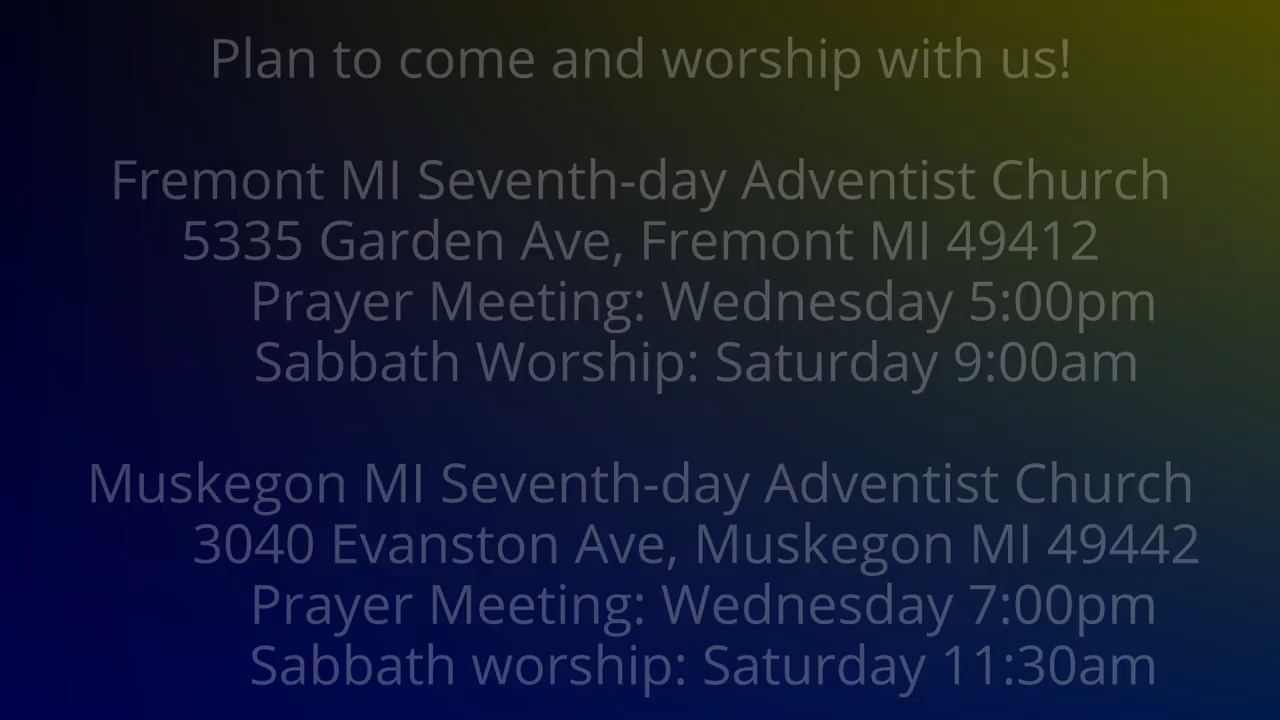 Plan to come and worship with us!
Fremont MI Seventh-day Adventist Church
5335 Garden Ave, Fremont MI 49412
Prayer Meeting: Wednesday 5:00pm
Sabbath Worship: Saturday 9:00am
Muskegon MI Seventh-day Adventist Church
3040 Evanston Ave, Muskegon MI 49442
Prayer Meeting: Wednesday 7:00pm
Sabbath worship: Saturday 11:30am